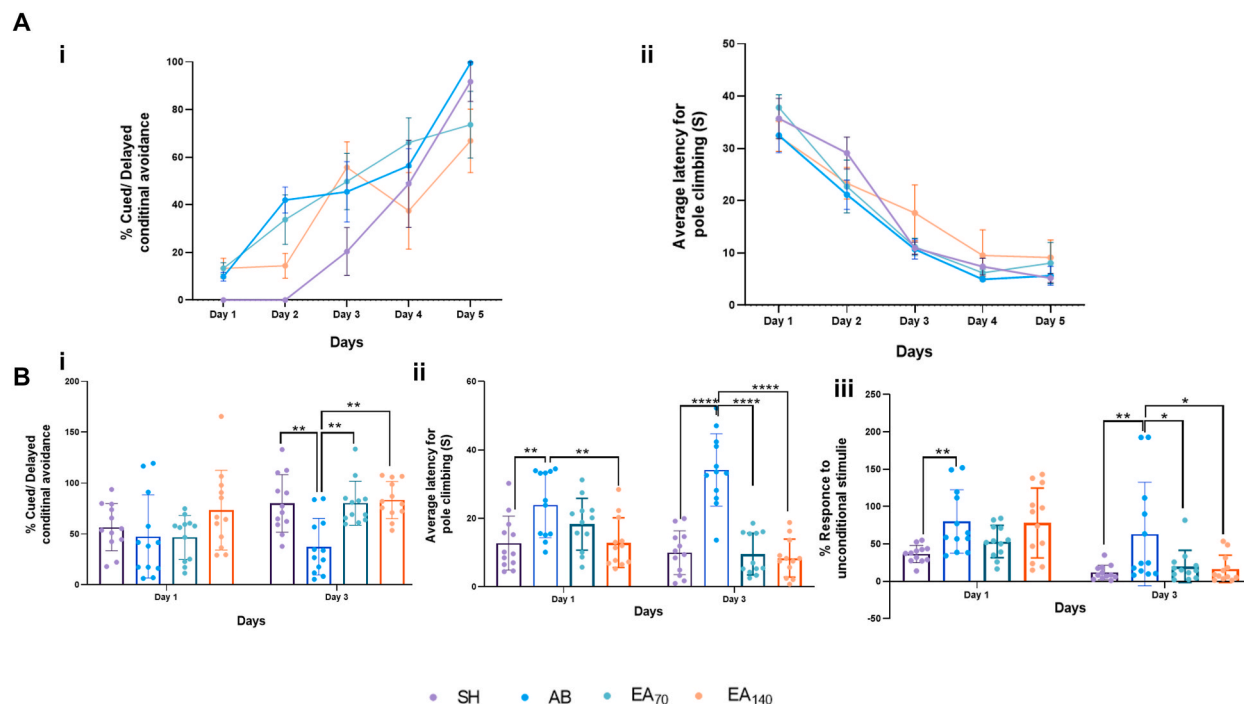 A
i
% Cued/ Delayed
conditinal avoidance
100
80
60
40
20
0
Day 1 Day 2 Day 3 Day 4 Day 5
Days
ii
Average latency for
pole climbing (S)
50
40
30
20
10
0
Day 1 Day 2 Day 3 Day 4 Day 5
Days
B
i
% Cued/ Delayed
conditinal avoidance
200
150
100
50
0
** ** **
Day 1 Day 3
Days
ii
Average latency for
pole climbing (S)
60
40
20
0
** ** **** **** ****
Day 1 Day 3
Days
iii
% Responce to
unconditional stimulie
250
200
150
100
50
0
-50
** ** * *
Day 1 Day 3
Days
SH AB EA70 EA140